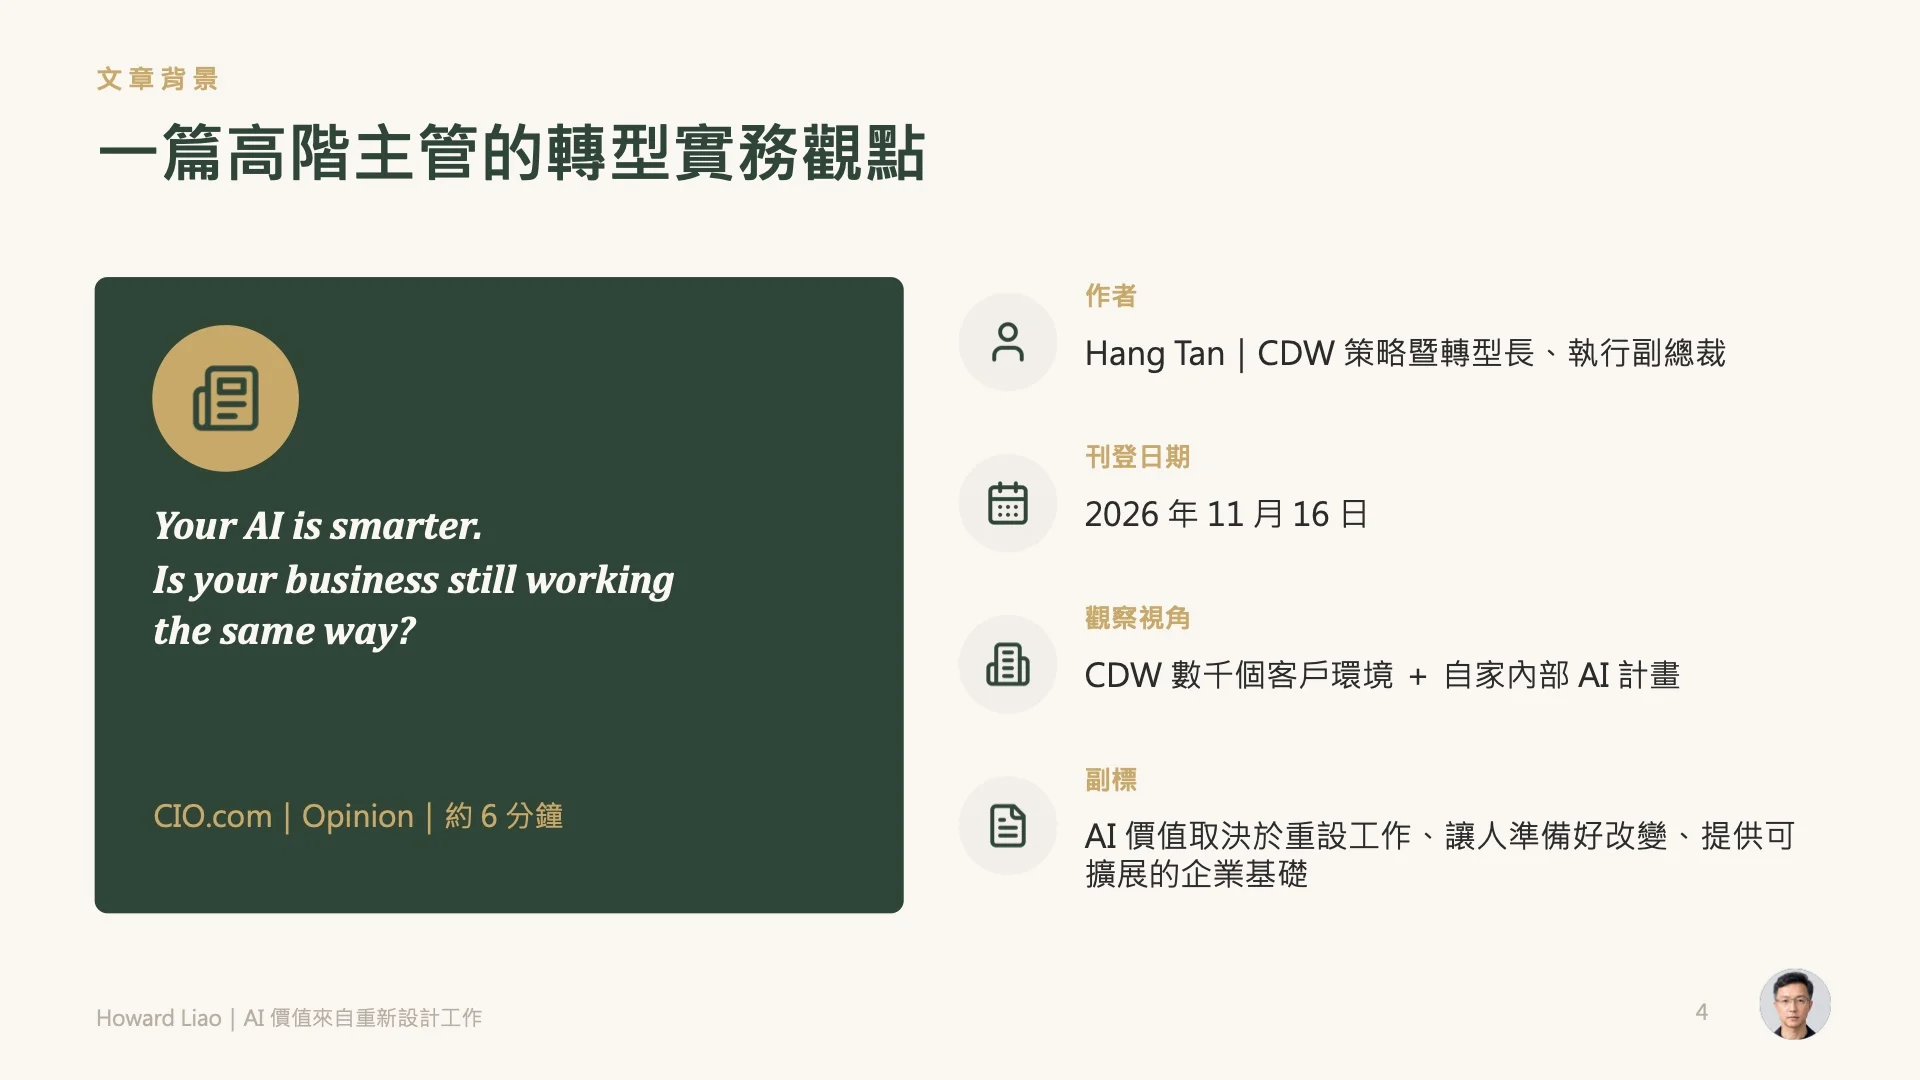 文章背景
一篇高階主管的轉型實務觀點
Your AI is smarter.
Is your business still working
the same way?
CIO.com | Opinion | 約 6 分鐘
作者
Hang Tan | CDW 策略暨轉型長、執行副總裁
刊登日期
2026 年 11 月 16 日
觀察視角
CDW 數千個客戶環境 + 自家內部 AI 計畫
副標
AI 價值取決於重設工作、讓人準備好改變、提供可
擴展的企業基礎
Howard Liao | AI 價值來自重新設計工作
4